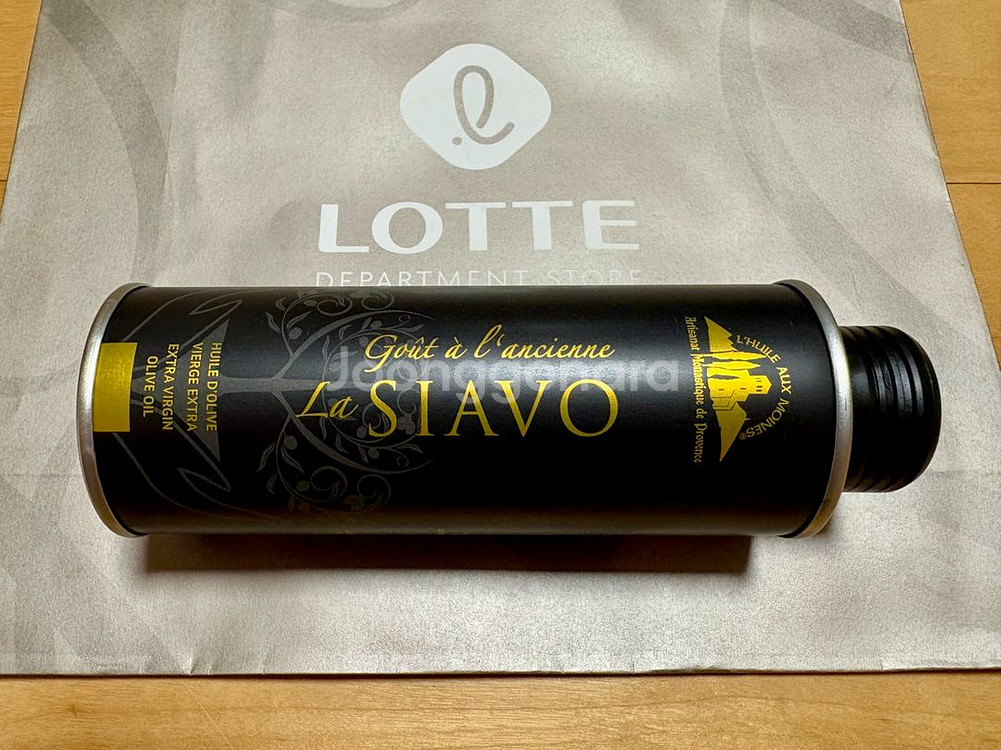 LOTTE
DEPARTMENT STORE
Goût à l'ancienne
La SIAVO
Joonggonara
HUILE D'OLIVE
VIERGE EXTRA
EXTRA VIRGIN
OLIVE OIL
L'HUILE AUX MOINES®
Artisanat Monastique de Provence